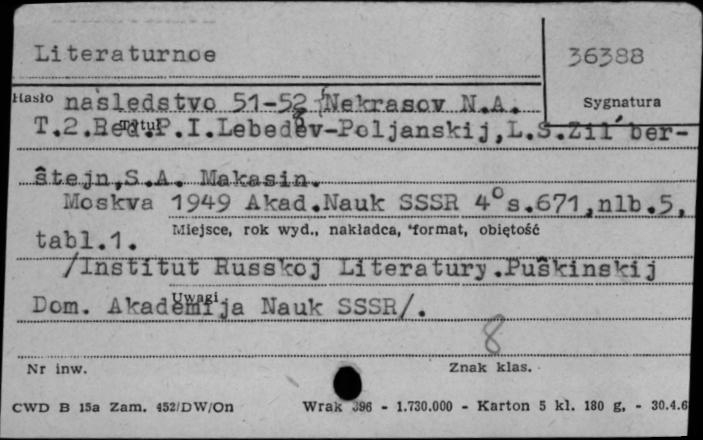 Literaturnoe 36388
Hasło nasledstvo 51-52 /Nekrasov N.A. Sygnatura
Tytuł
T.2.Red.P.I.Lebedev-Poljanskij,L.S.Zil'ber-
štejn,S.A. Makasin.
Moskva 1949 Akad.Nauk SSSR 4° s.671,nlb.5,
Miejsce, rok wyd., nakładca, format, objętość
tabl.1.
/Institut Russkoj Literatury.Puškinskij
Uwagi
Dom. Akademija Nauk SSSR/.
8
Nr inw. Znak klas.
CWD B 15a Zam. 452/DW/On Wrak 396 - 1.730.000 - Karton 5 kl. 180 g. - 30.4.6